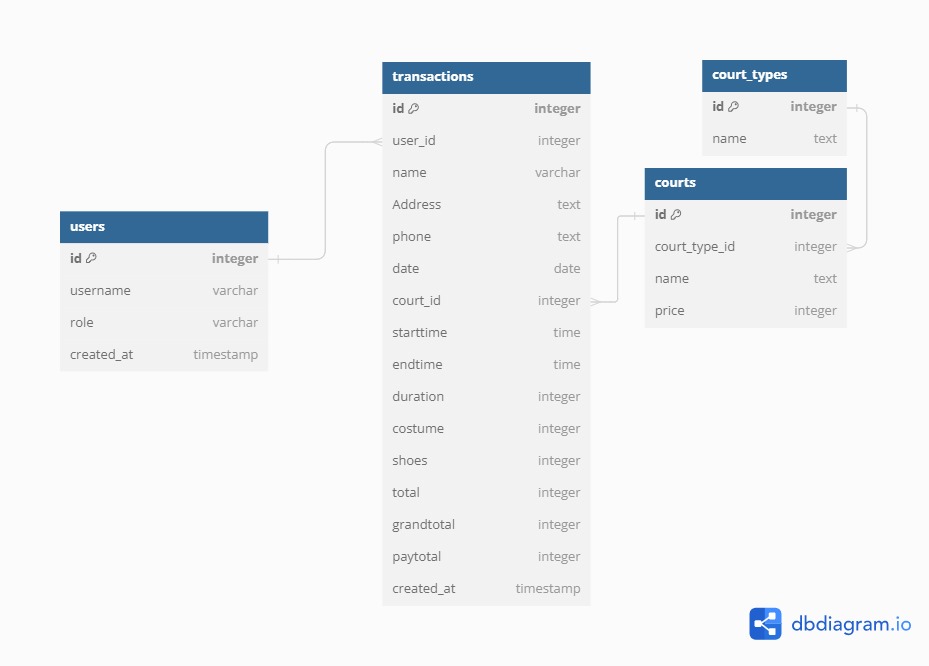 users
id integer
username varchar
role varchar
created_at timestamp
transactions
id integer
user_id integer
name varchar
Address text
phone text
date date
court_id integer
starttime time
endtime time
duration integer
costume integer
shoes integer
total integer
grandtotal integer
paytotal integer
created_at timestamp
court_types
id integer
name text
courts
id integer
court_type_id integer
name text
price integer
dbdiagram.io